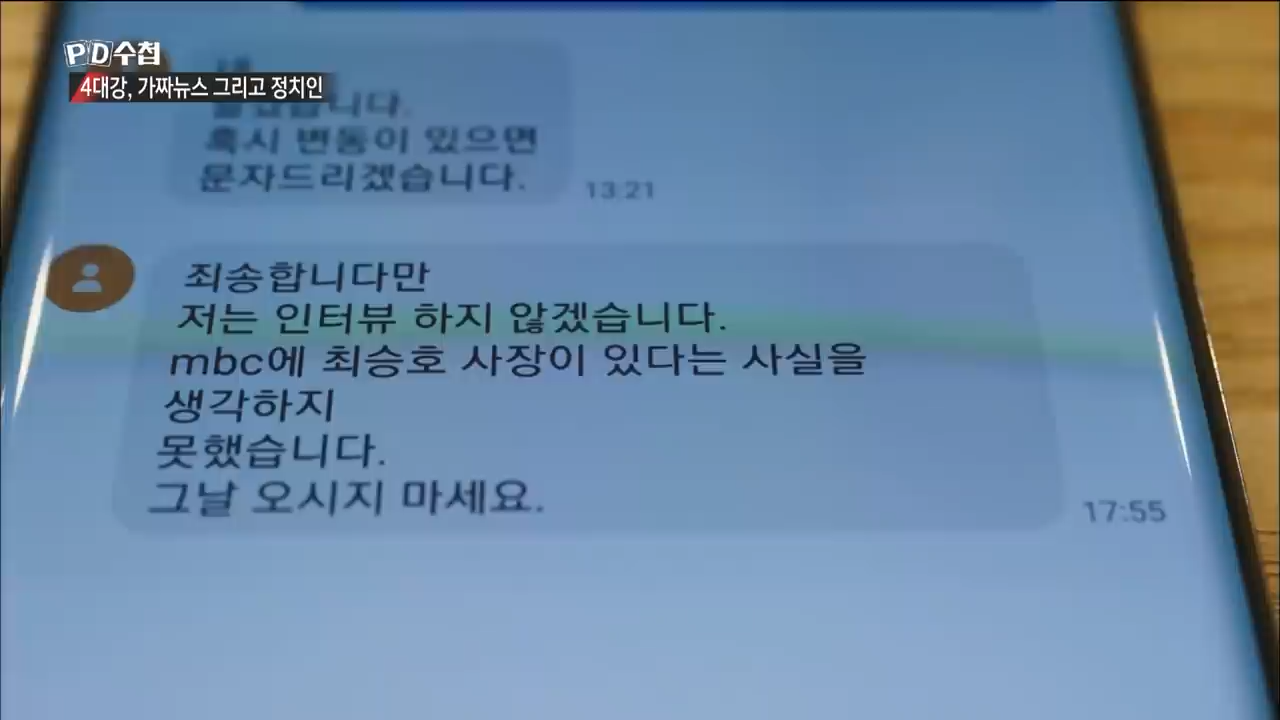 PD수첩
4대강, 가짜뉴스 그리고 정치인
혹시 변동이 있으면
문자드리겠습니다.
13:21
죄송합니다만
저는 인터뷰 하지 않겠습니다.
mbc에 최승호 사장이 있다는 사실을
생각하지
못했습니다.
그날 오시지 마세요.
17:55